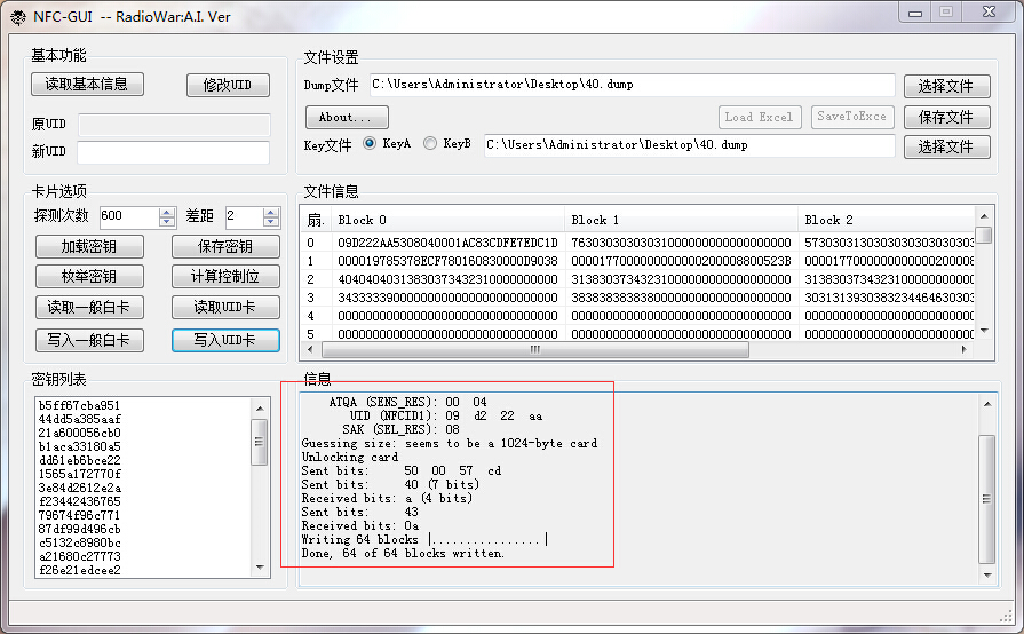 NFC-GUI -- RadioWar:A.I. Ver
基本功能
读取基本信息
修改UID
原UID
新UID
文件设置
Dump文件
C:\Users\Administrator\Desktop\40.dump
选择文件
About...
Load Excel
SaveToExce
保存文件
Key文件
KeyA
KeyB
C:\Users\Administrator\Desktop\40.dump
选择文件
卡片选项
探测次数 600
差距 2
加载密钥
保存密钥
枚举密钥
计算控制位
读取一般白卡
读取UID卡
写入一般白卡
写入UID卡
文件信息
扇. Block 0 Block 1 Block 2
0 09D222AA5308040001AC83CDFE7EDC1D 76303030303031000000000000000000
1 000019785378ECF780160830000D9038
2 40404040313830373432310000000000 31383037343231000000000000000000
3 34333339000000000000000000000000 38383838383800000000000000000000
4 00000000000000000000000000000000 00000000000000000000000000000000
5 00000000000000000000000000000000 00000000000000000000000000000000
密钥列表
b5ff67cba951
44dd5a385aaf
21a600056cb0
b1aca33180a5
dd61eb6bce22
1565a172770f
3e84d2612e2a
f23442436765
79674f96c771
87df99d496cb
c5132c8980bc
a21680c27773
f26e21edcee2
信息
ATQA (SENS_RES): 00 04
UID (NFCID1): 09 d2 22 aa
SAK (SEL_RES): 08
Guessing size: seems to be a 1024-byte card
Unlocking card
Sent bits: 50 00 57 cd
Sent bits: 40 (7 bits)
Received bits: a (4 bits)
Sent bits: 43
Received bits: 0a
Writing 64 blocks |................|
Done, 64 of 64 blocks written.